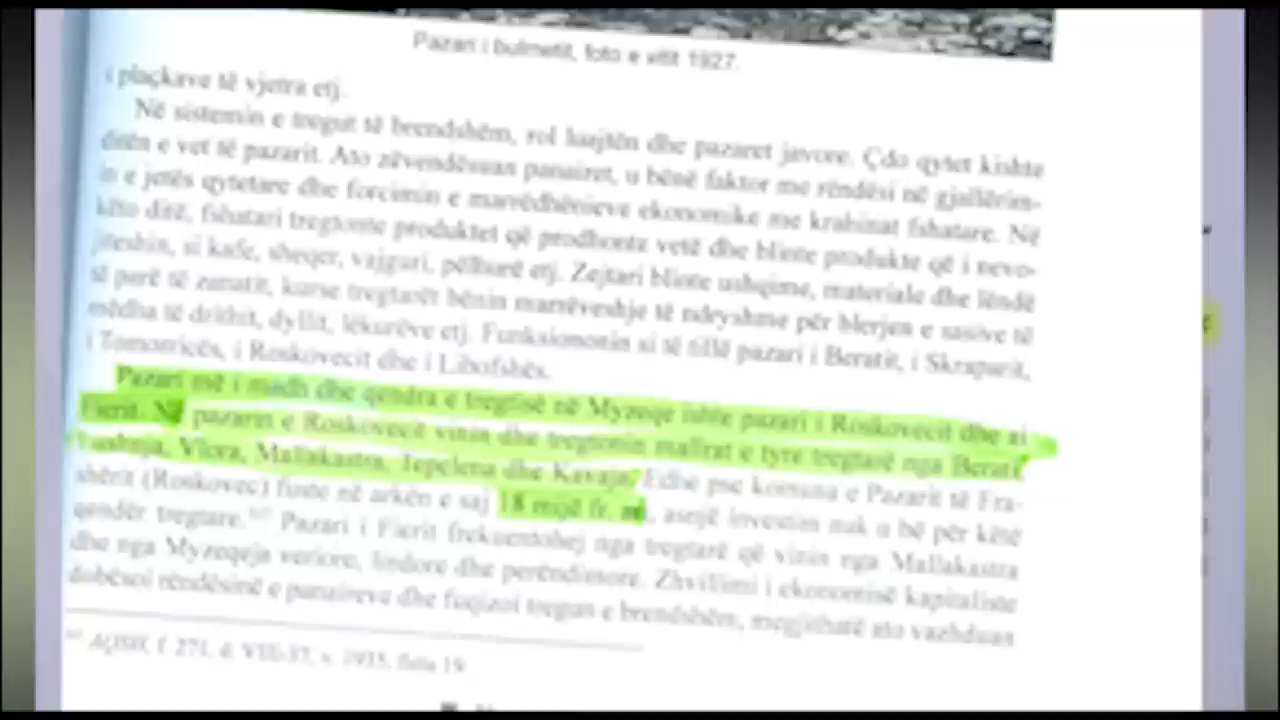 Pazari i bulmetit, foto e vitit 1927.
i plaçkave të vjetra etj.
Në sistemin e tregut të brendshëm, rol luajtën dhe pazaret javore. Çdo qytet kishte
ditën e vet të pazarit. Ato zëvendësuan panairet, u bënë faktor me rëndësi në gjallërim-
in e jetës qytetare dhe forcimin e marrëdhënieve ekonomike me krahinat fshatare. Në
këto ditë, fshatari tregtonte produktet që prodhonte vetë dhe blinte produkte që i nevo-
jiteshin, si kafe, sheqer, vajguri, pëlhurë etj. Zejtari blinte ushqime, materiale dhe lëndë
të parë të zanatit, kurse tregtarët bënin marrëveshje të ndryshme për blerjen e sasive të
mëdha të drithit, dyllit, lëkurëve etj. Funksiononin si të tillë pazari i Beratit, i Skraparit,
i Tomorricës, i Roskovecit dhe i Libofshës.
Pazari më i madh dhe qendra e tregtisë në Myzeqe ishte pazari i Roskovecit dhe ai
Fierit. Në pazarin e Roskovecit vinin dhe tregtonin mallrat e tyre tregtarë nga Berati,
Lushnja, Vlora, Mallakastra, Tepelena dhe Kavaja. Edhe pse komuna e Pazarit të Fra-
shërit (Roskovec) fuste në arkën e saj 18 mijë fr. ari, asnjë investim nuk u bë për këtë
qendër tregtare. Pazari i Fierit frekuentohej nga tregtarë që vinin nga Mallakastra
dhe nga Myzeqeja veriore, lindore dhe perëndimore. Zhvillimi i ekonomisë kapitaliste
dobësoi rëndësinë e panaireve dhe fuqizoi tregun e brendshëm, megjithatë ato vazhduan
AQSH, f. 271, d. VIII-37, v. 1935, fleta 19.